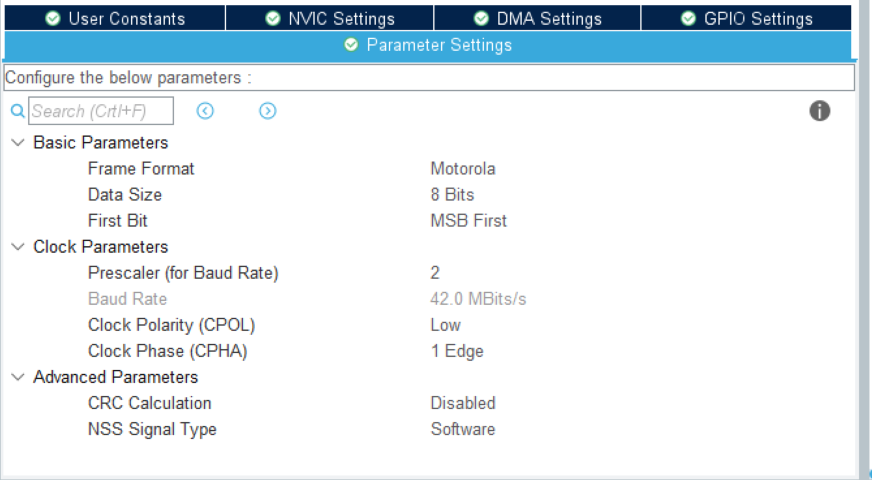 User Constants NVIC Settings DMA Settings GPIO Settings
Parameter Settings
Configure the below parameters :
Search (Crtl+F)
Basic Parameters
Frame Format Motorola
Data Size 8 Bits
First Bit MSB First
Clock Parameters
Prescaler (for Baud Rate) 2
Baud Rate 42.0 MBits/s
Clock Polarity (CPOL) Low
Clock Phase (CPHA) 1 Edge
Advanced Parameters
CRC Calculation Disabled
NSS Signal Type Software